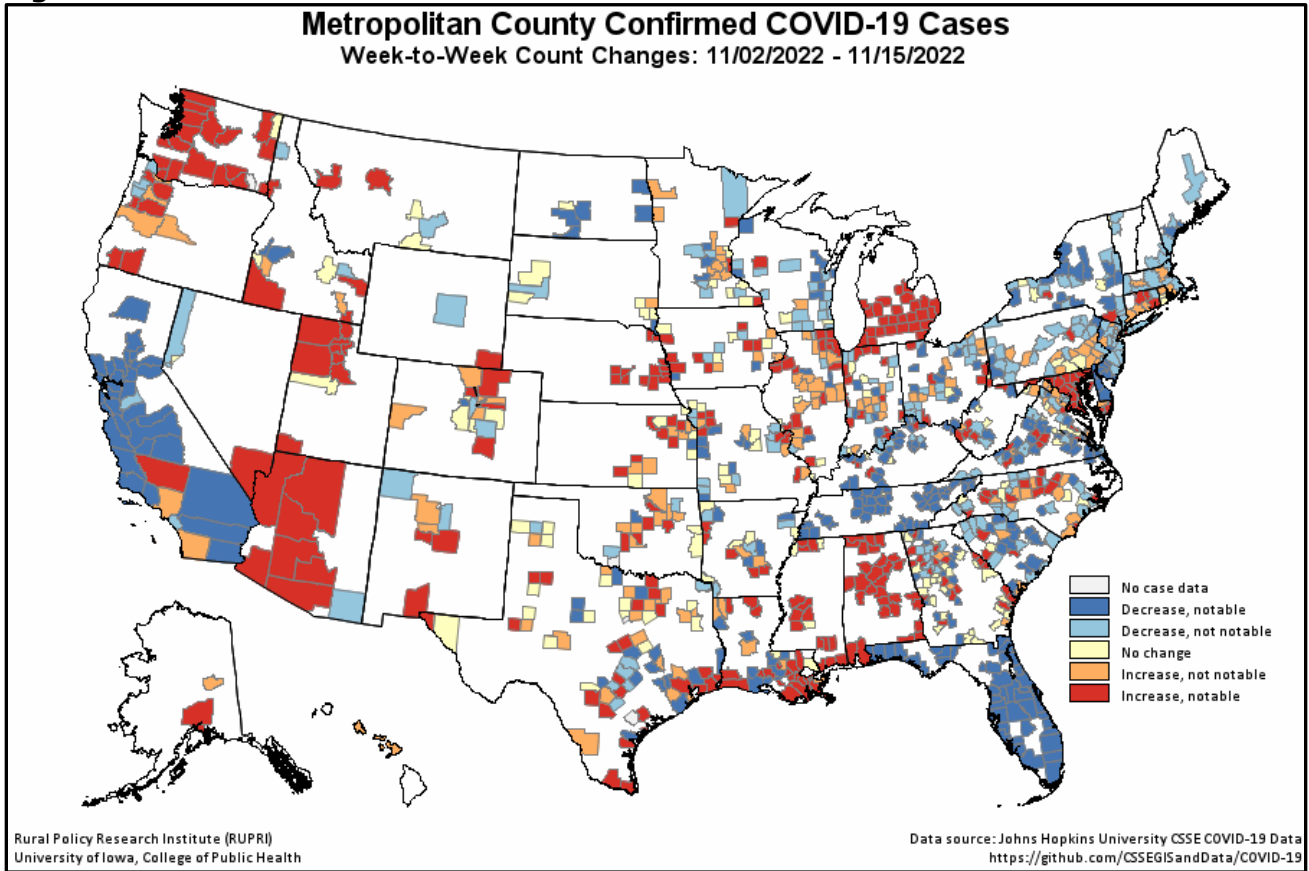 Metropolitan County Confirmed COVID-19 Cases
Week-to-Week Count Changes: 11/02/2022 - 11/15/2022
No case data
Decrease, notable
Decrease, not notable
No change
Increase, not notable
Increase, notable
Rural Policy Research Institute (RUPRI)
University of Iowa, College of Public Health
Data source: Johns Hopkins University CSSE COVID-19 Data
https://github.com/CSSEGISandData/COVID-19